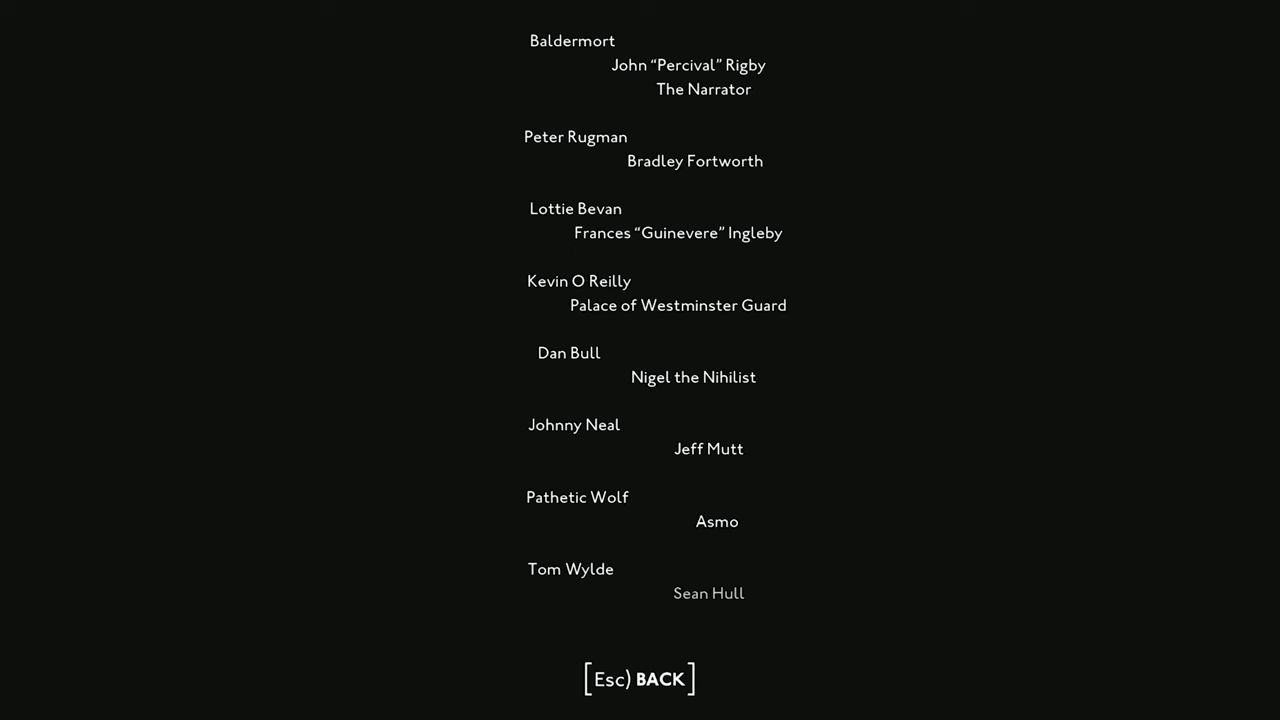 Baldermort
John “Percival” Rigby
The Narrator
Peter Rugman
Bradley Fortworth
Lottie Bevan
Frances “Guinevere” Ingleby
Kevin O Reilly
Palace of Westminster Guard
Dan Bull
Nigel the Nihilist
Johnny Neal
Jeff Mutt
Pathetic Wolf
Asmo
Tom Wylde
Sean Hull
[Esc) BACK]